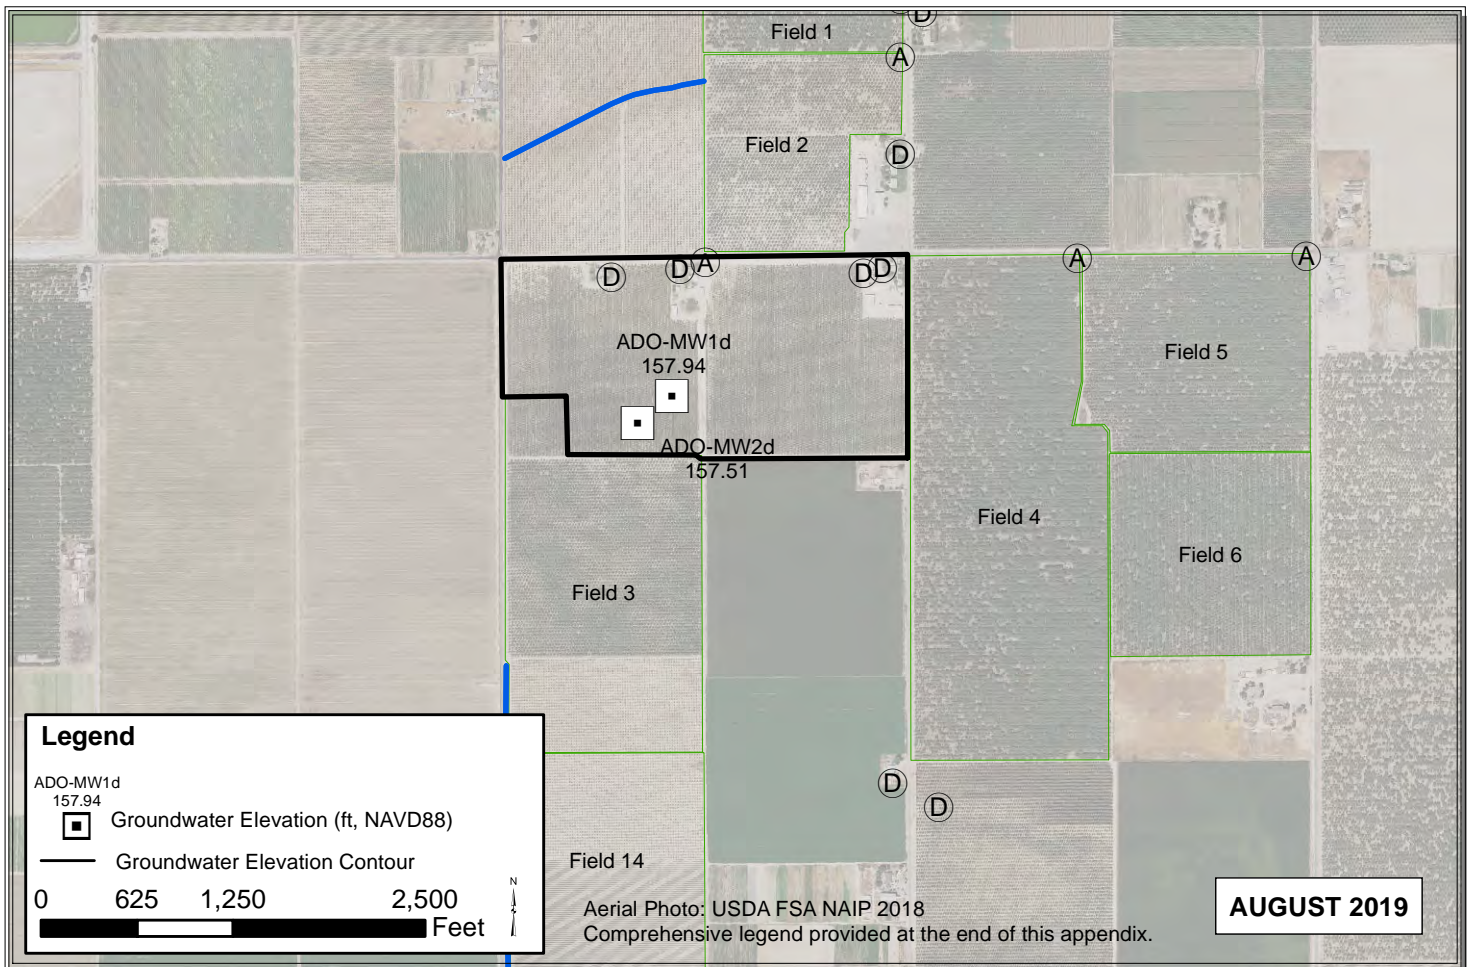 D
Field 1
A
Field 2
D
D
D
A
D
D
A
A
ADO-MW1d
157.94
Field 5
ADO-MW2d
157.51
Field 4
Field 6
Field 3
D
D
Field 14
Legend
ADO-MW1d
157.94
Groundwater Elevation (ft, NAVD88)
Groundwater Elevation Contour
0 625 1,250 2,500
Feet
N
Aerial Photo: USDA FSA NAIP 2018
Comprehensive legend provided at the end of this appendix.
AUGUST 2019